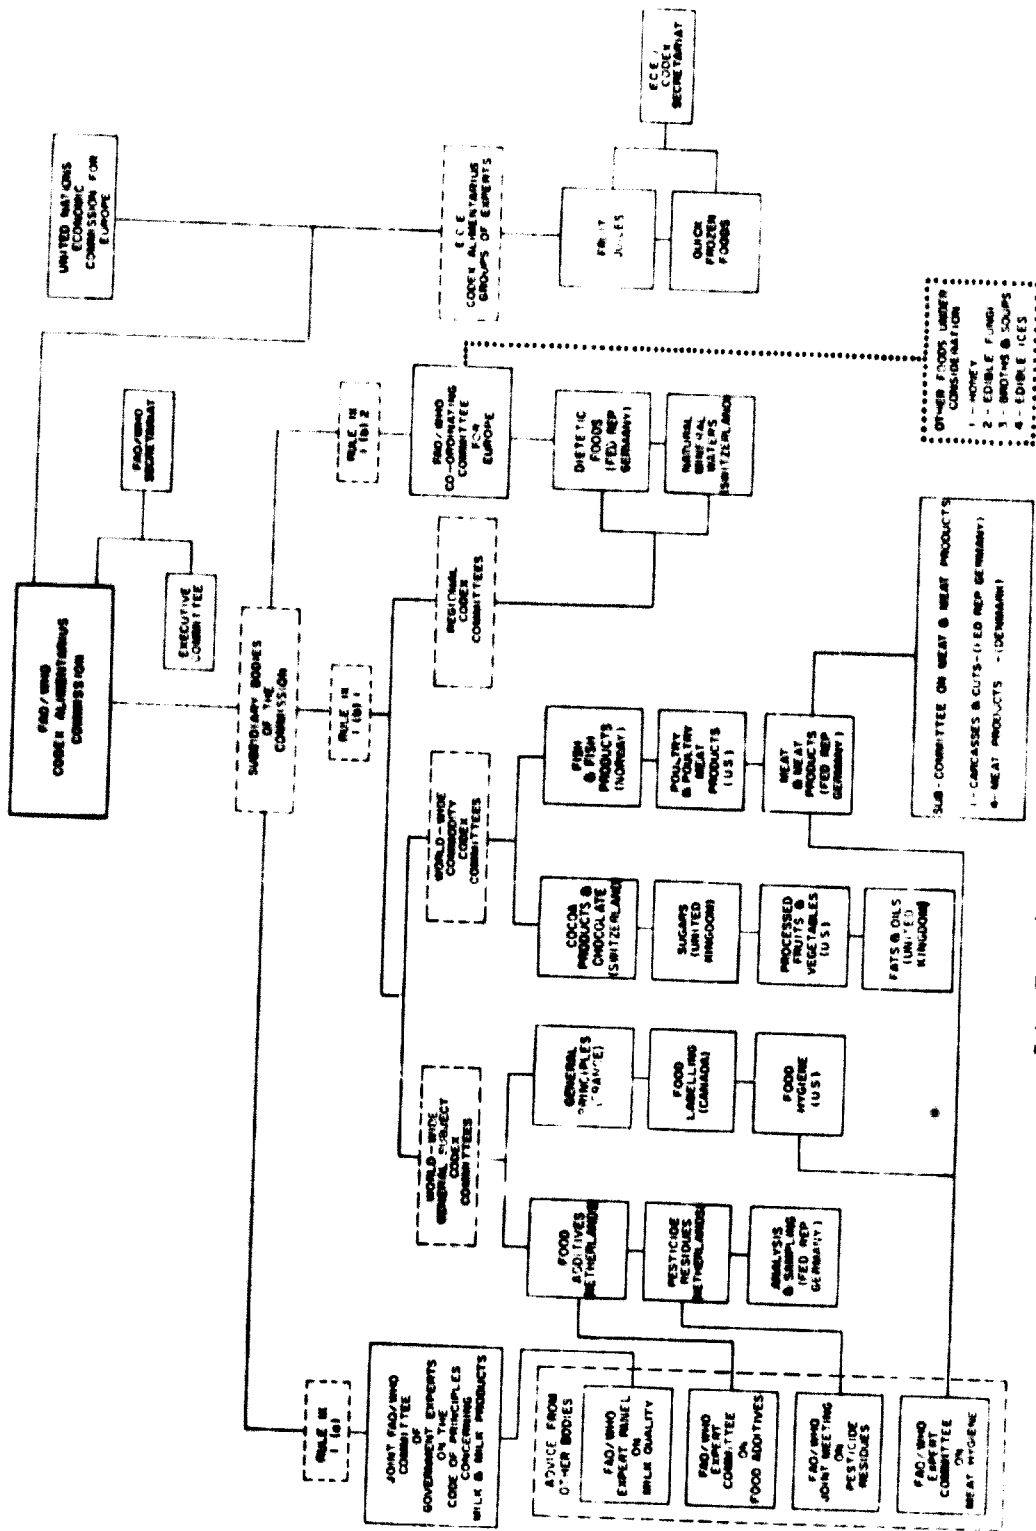 FAO/WHO
CODEX ALIMENTARIUS
COMMISSION
UNITED NATIONS
ECONOMIC
COMMISSION FOR
EUROPE
FAO/WHO
SECRETARIAT
EXECUTIVE
COMMITTEE
SUBSIDIARY BODIES
OF THE
COMMISSION
RULE IX
1 (a)
RULE IX
1 (b) 1
RULE IX
1 (b) 2
JOINT FAO/WHO
COMMITTEE
OF
GOVERNMENT EXPERTS
ON THE
CODE OF PRINCIPLES
CONCERNING
MILK & MILK PRODUCTS
WORLD-WIDE
GENERAL SUBJECT
CODEX
COMMITTEES
WORLD-WIDE
COMMODITY
CODEX
COMMITTEES
REGIONAL
CODEX
COMMITTEES
FAO/WHO
CO-ORDINATING
COMMITTEE
FOR
EUROPE
E C E
CODEX ALIMENTARIUS
GROUPS OF EXPERTS
E C E /
CODEX
SECRETARIAT
ADVICE FROM
OTHER BODIES
FAO/WHO
EXPERT PANEL
ON
MILK QUALITY
FAO/WHO
EXPERT
COMMITTEE
ON
FOOD ADDITIVES
FAO/WHO
JOINT MEETING
ON
PESTICIDE
RESIDUES
FAO/WHO
EXPERT
COMMITTEE
ON
MEAT HYGIENE
FOOD
ADDITIVES
(NETHERLANDS)
PESTICIDE
RESIDUES
(NETHERLANDS)
ANALYSIS
& SAMPLING
(FED REP
GERMANY)
GENERAL
PRINCIPLES
(FRANCE)
FOOD
LABELLING
(CANADA)
FOOD
HYGIENE
(U S)
COCOA
PRODUCTS &
CHOCOLATE
(SWITZERLAND)
SUGARS
(UNITED
KINGDOM)
PROCESSED
FRUITS &
VEGETABLES
(U S)
FATS & OILS
(UNITED
KINGDOM)
FISH
& FISH
PRODUCTS
(NORWAY)
POULTRY
& POULTRY
MEAT
PRODUCTS
(U S)
MEAT
& MEAT
PRODUCTS
(FED REP
GERMANY)
DIETETIC
FOODS
(FED REP
GERMANY)
NATURAL
MINERAL
WATERS
(SWITZERLAND)
FRUIT
JUICES
QUICK
FROZEN
FOODS
SUB-COMMITTEE ON MEAT & MEAT PRODUCTS
CARCASSES & CUTS-(FED REP GERMANY)
MEAT PRODUCTS - (DENMARK)
OTHER FOODS UNDER
CONSIDERATION
1 - HONEY
2 - EDIBLE FUNGI
3 - BROTHS & SOUPS
4 - EDIBLE ICES